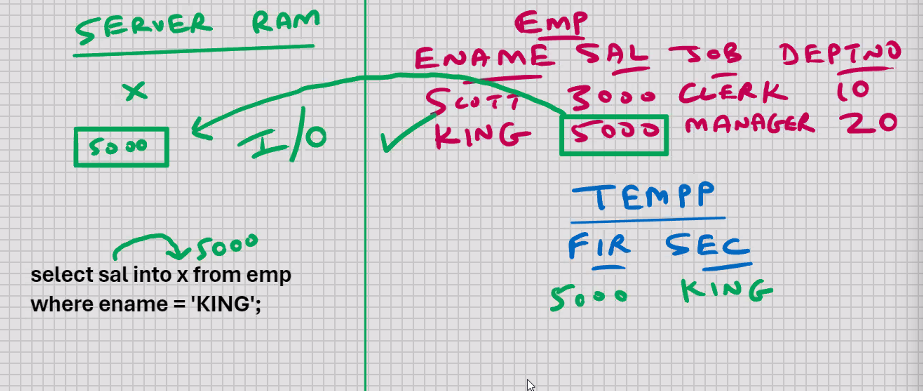 SERVER RAM
X
5000
I/O
5000
select sal into x from emp
where ename = 'KING';
EMP
ENAME SAL JOB DEPTNO
SCOTT 3000 CLERK 10
KING 5000 MANAGER 20
TEMPP
FIR SEC
5000 KING